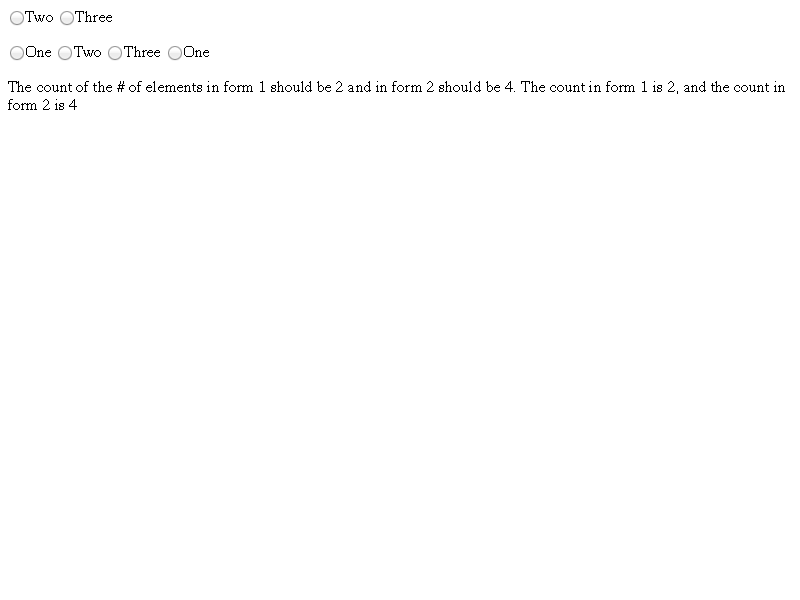 Two Three
One Two Three One
The count of the # of elements in form 1 should be 2 and in form 2 should be 4. The count in form 1 is 2, and the count in
form 2 is 4